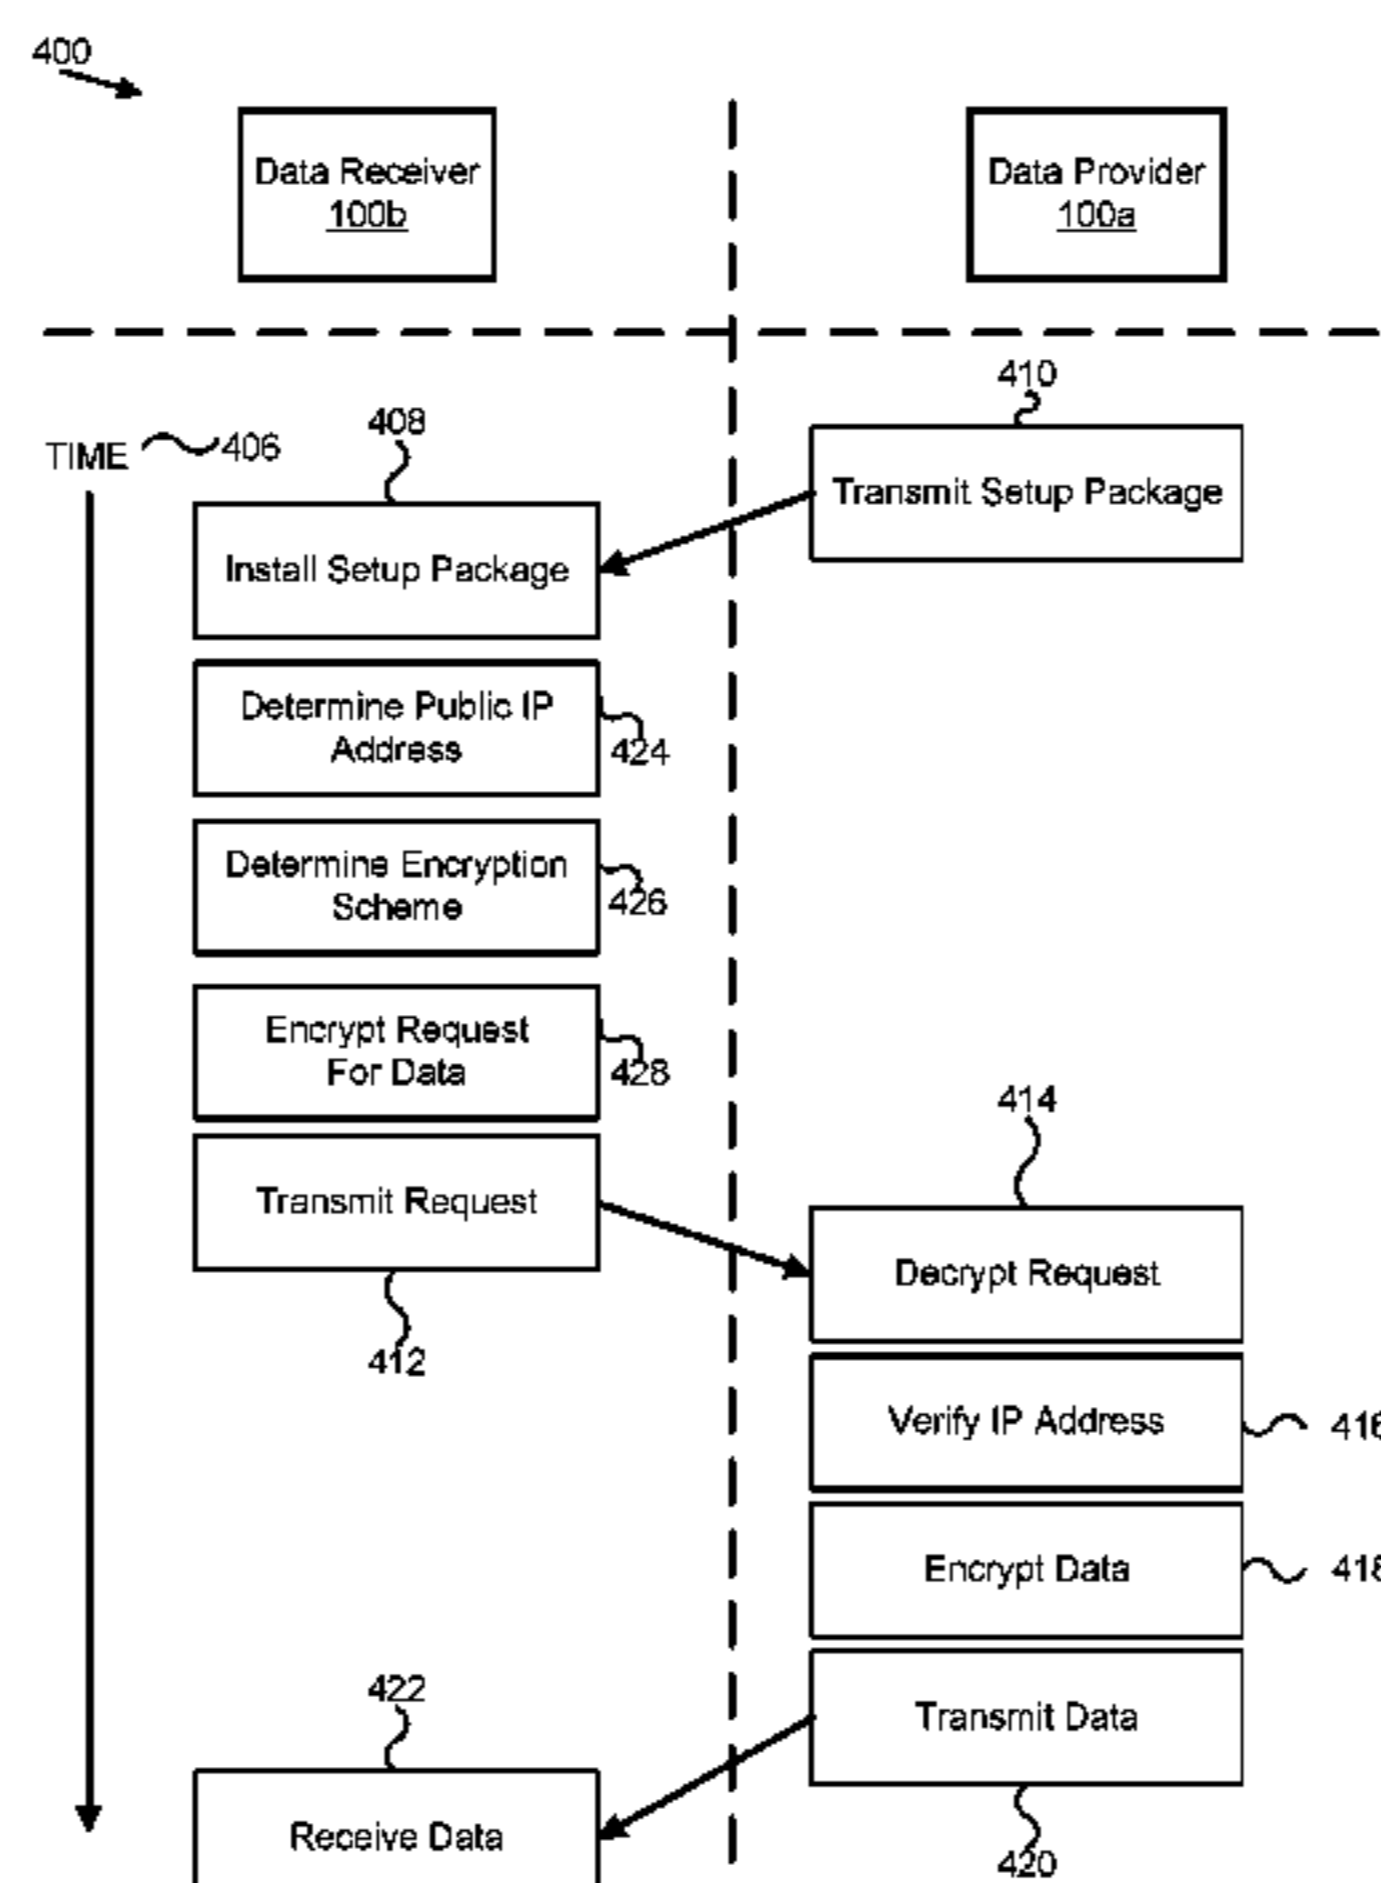 400
Data Receiver
100b
Data Provider
100a
TIME
406
408
Install Setup Package
410
Transmit Setup Package
Determine Public IP
Address
424
Determine Encryption
Scheme
426
Encrypt Request
For Data
428
Transmit Request
412
414
Decrypt Request
Verify IP Address
416
Encrypt Data
418
Transmit Data
420
422
Receive Data